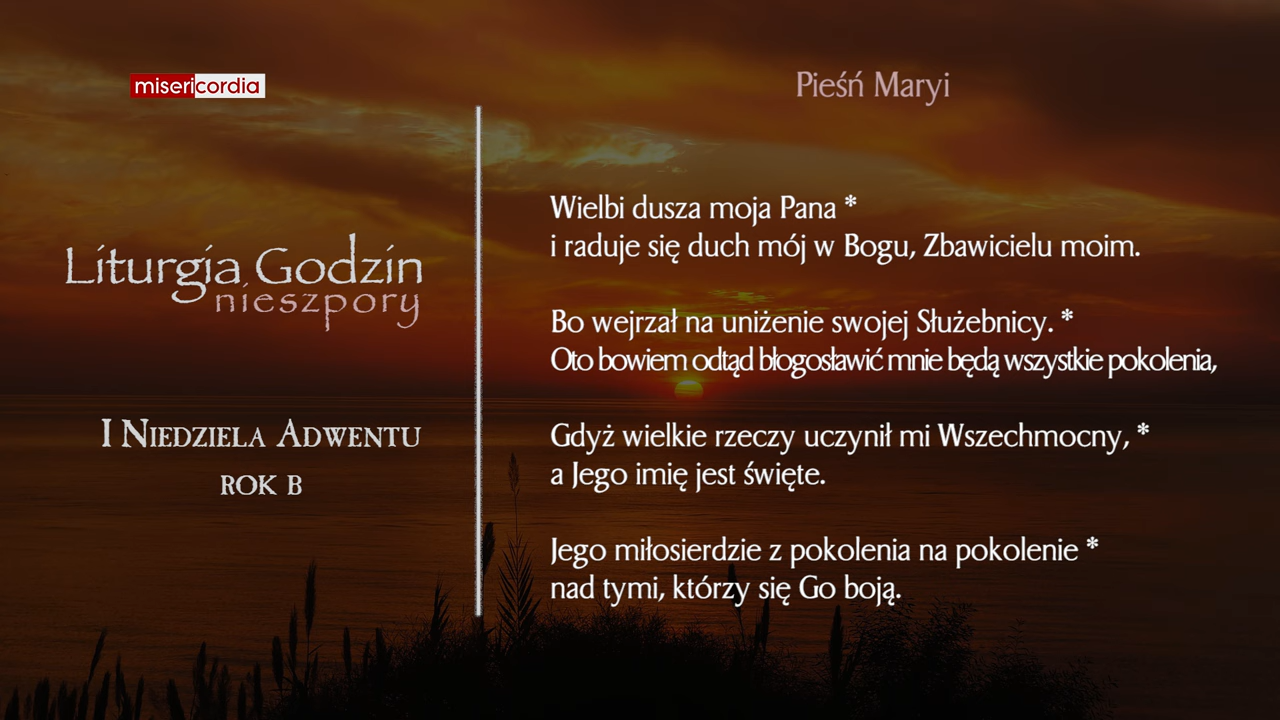 misericordia
Liturgia Godzin
nieszpory
I Niedziela Adwentu
ROK B
Pieśń Maryi
Wielbi dusza moja Pana *
i raduje się duch mój w Bogu, Zbawicielu moim.
Bo wejrzał na uniżenie swojej Służebnicy. *
Oto bowiem odtąd błogosławić mnie będą wszystkie pokolenia,
Gdyż wielkie rzeczy uczynił mi Wszechmocny, *
a Jego imię jest święte.
Jego miłosierdzie z pokolenia na pokolenie *
nad tymi, którzy się Go boją.